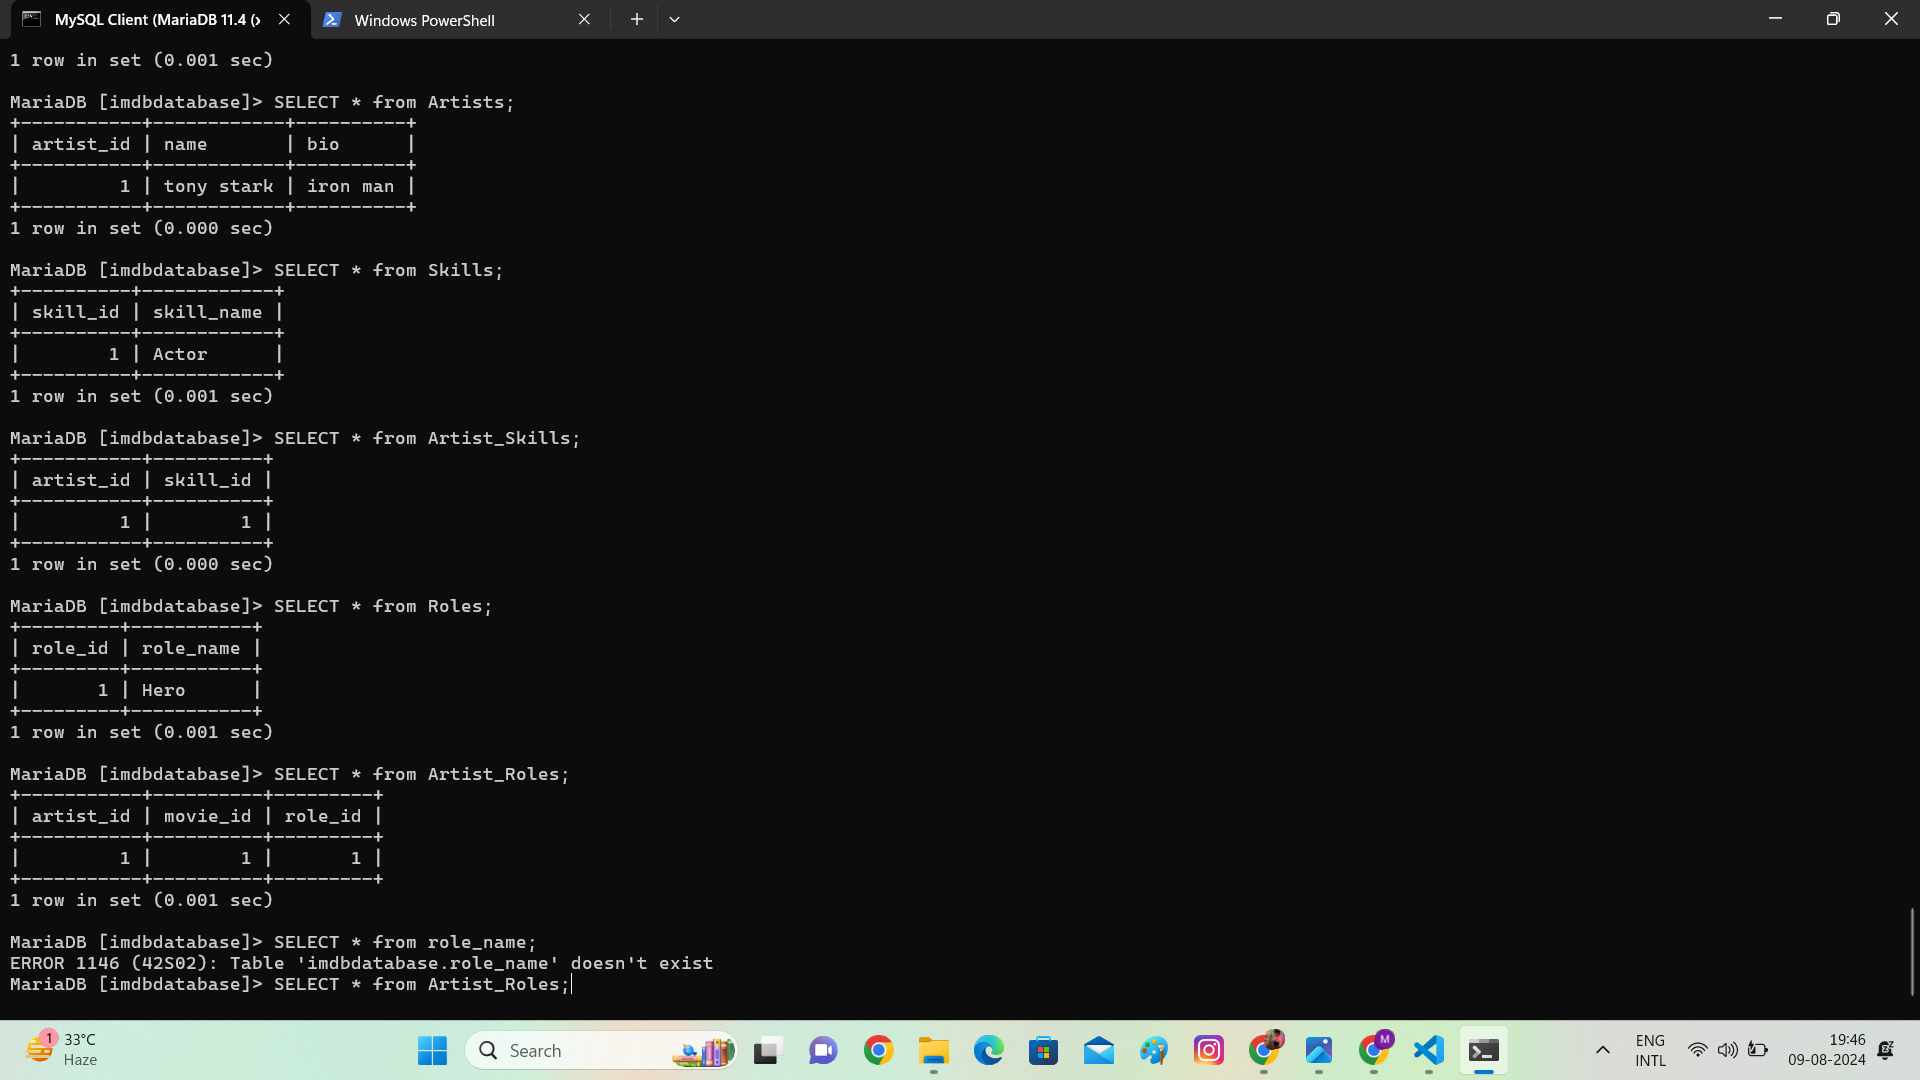 MySQL Client (MariaDB 11.4 (x
Windows PowerShell
1 row in set (0.001 sec)
MariaDB [imdbdatabase]> SELECT * from Artists;
+-----------+------------+----------+
| artist_id | name       | bio      |
+-----------+------------+----------+
|         1 | tony stark | iron man |
+-----------+------------+----------+
1 row in set (0.000 sec)
MariaDB [imdbdatabase]> SELECT * from Skills;
+----------+------------+
| skill_id | skill_name |
+----------+------------+
|        1 | Actor      |
+----------+------------+
1 row in set (0.001 sec)
MariaDB [imdbdatabase]> SELECT * from Artist_Skills;
+-----------+----------+
| artist_id | skill_id |
+-----------+----------+
|         1 |        1 |
+-----------+----------+
1 row in set (0.000 sec)
MariaDB [imdbdatabase]> SELECT * from Roles;
+---------+-----------+
| role_id | role_name |
+---------+-----------+
|       1 | Hero      |
+---------+-----------+
1 row in set (0.001 sec)
MariaDB [imdbdatabase]> SELECT * from Artist_Roles;
+-----------+----------+---------+
| artist_id | movie_id | role_id |
+-----------+----------+---------+
|         1 |        1 |       1 |
+-----------+----------+---------+
1 row in set (0.001 sec)
MariaDB [imdbdatabase]> SELECT * from role_name;
ERROR 1146 (42S02): Table 'imdbdatabase.role_name' doesn't exist
MariaDB [imdbdatabase]> SELECT * from Artist_Roles;
1
33°C
Haze
Search
M
ENG
INTL
19:46
09-08-2024